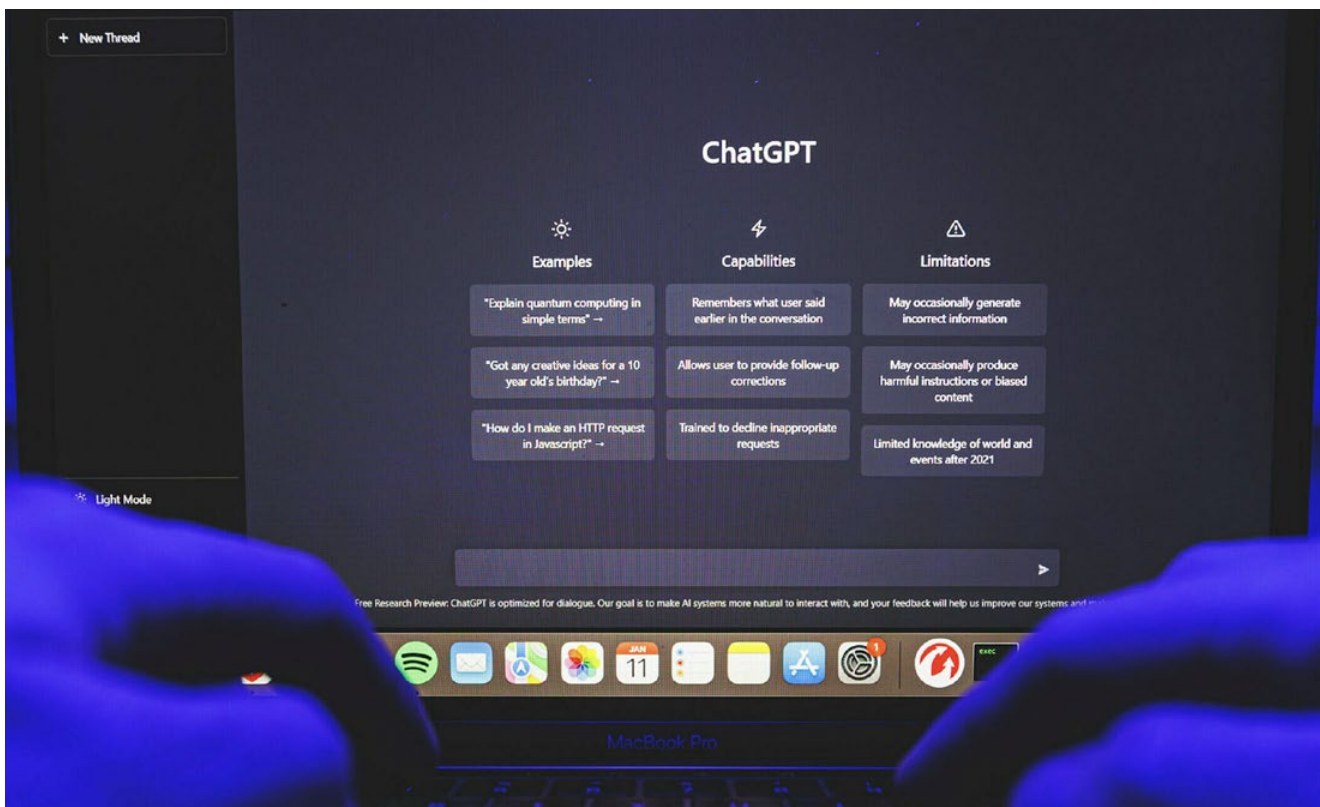 + New Thread
ChatGPT
Examples
Capabilities
Limitations
"Explain quantum computing in
simple terms" →
Remembers what user said
earlier in the conversation
May occasionally generate
incorrect information
"Got any creative ideas for a 10
year old's birthday?" →
Allows user to provide follow-up
corrections
May occasionally produce
harmful instructions or biased
content
"How do I make an HTTP request
in Javascript?" →
Trained to decline inappropriate
requests
Limited knowledge of world and
events after 2021
Light Mode
Free Research Preview: ChatGPT is optimized for dialogue. Our goal is to make AI systems more natural to interact with, and your feedback will help us improve our systems and
JAN
11
1
exec
MacBook Pro